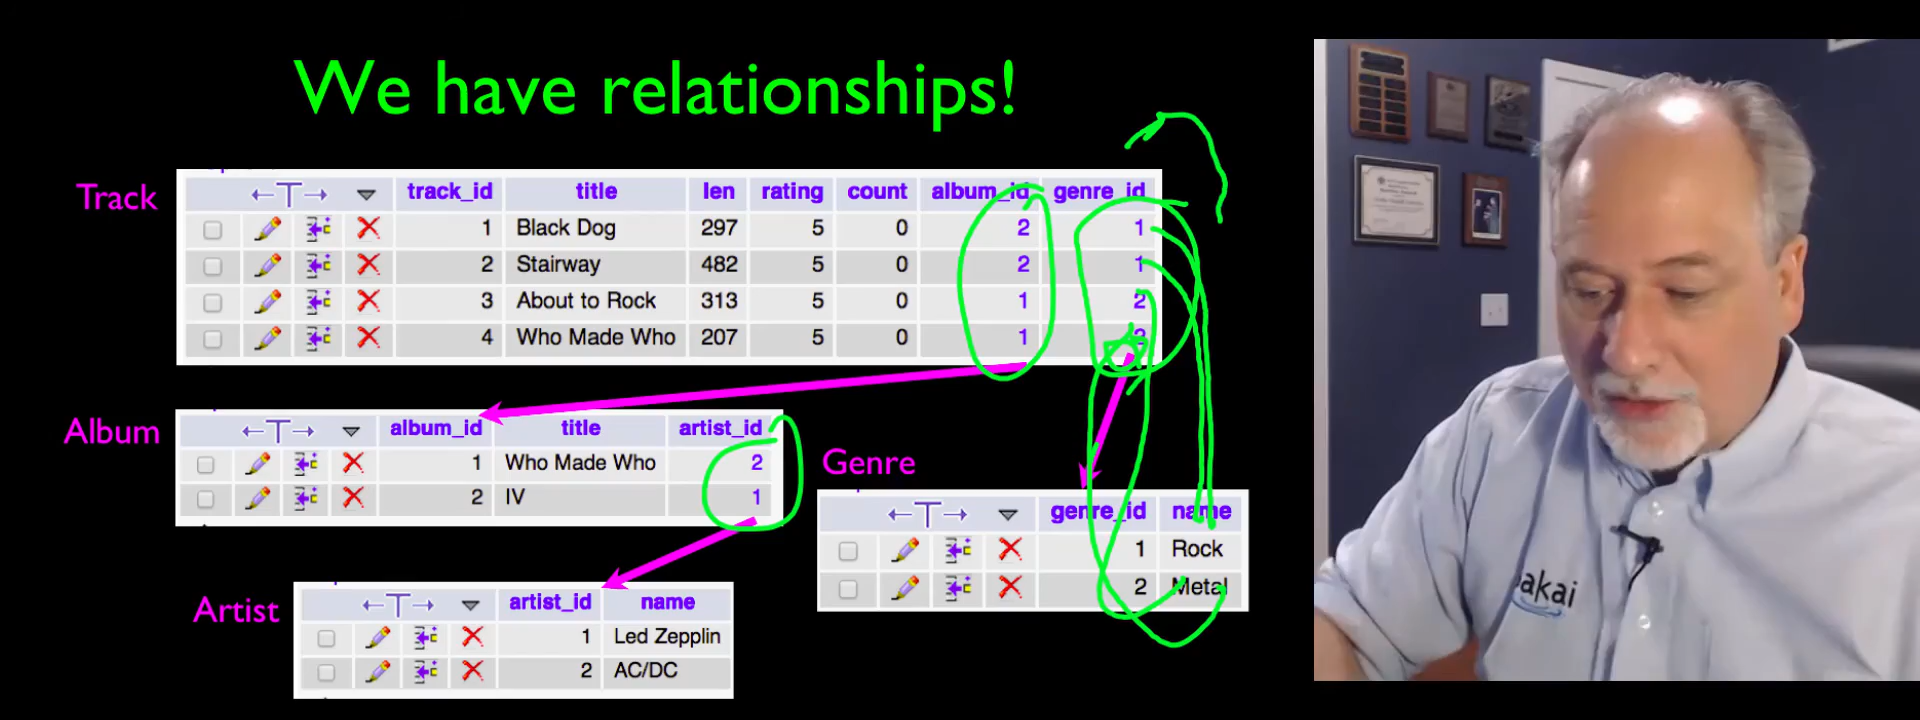 We have relationships!
Track
track_id title len rating count album_id genre_id
1 Black Dog 297 5 0 2 1
2 Stairway 482 5 0 2 1
3 About to Rock 313 5 0 1 2
4 Who Made Who 207 5 0 1 2
Album
album_id title artist_id
1 Who Made Who 2
2 IV 1
Genre
genre_id name
1 Rock
2 Metal
Artist
artist_id name
1 Led Zepplin
2 AC/DC
sakai